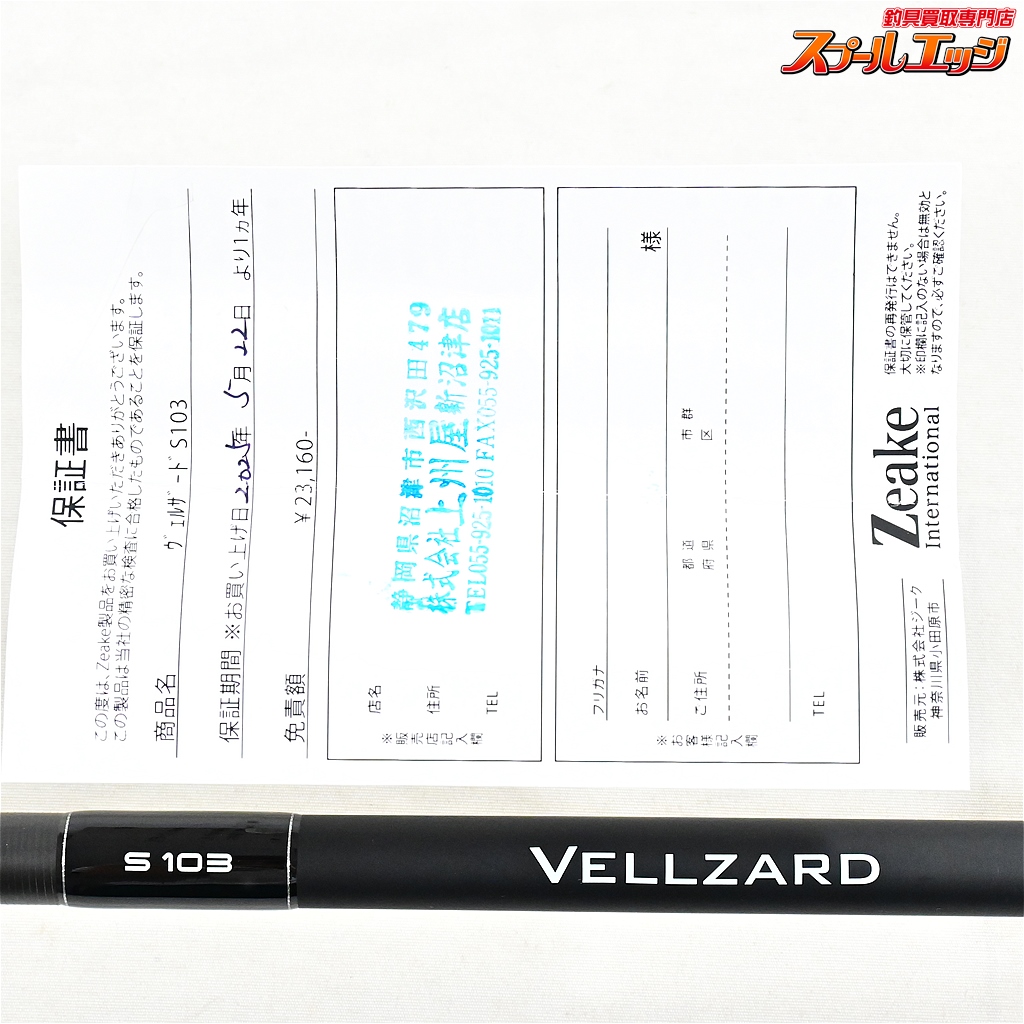 釣具買取専門店
スプールエッジ
保証書
この度は、Zeake製品をお買い上げいただきありがとうございます。
この製品は当社の精密な検査に合格したものであることを保証します。
商品名 ヴェルザード S103
保証期間 ※お買い上げ日2025年 5月22日 より1カ年
免責額 ¥23,160-
※販売店記入欄
店名
住所
TEL
静岡県沼津市西沢田479
株式会社上州屋新沼津店
TEL055-925-1010 FAX055-925-1011
※お客様記入欄
フリカナ
お名前 様
ご住所 都道府県 市区群
TEL
販売元:株式会社ジーク
神奈川県小田原市
Zeake
International
保証書の再発行はできません。
大切に保管してください。
※印欄に記入のない場合は無効と
なりますので、必ずご確認ください。
S 103
VELLZARD